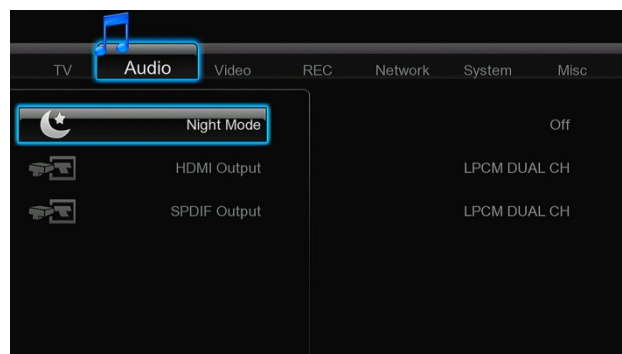 TV Audio Video REC Network System Misc
Night Mode Off
HDMI Output LPCM DUAL CH
SPDIF Output LPCM DUAL CH